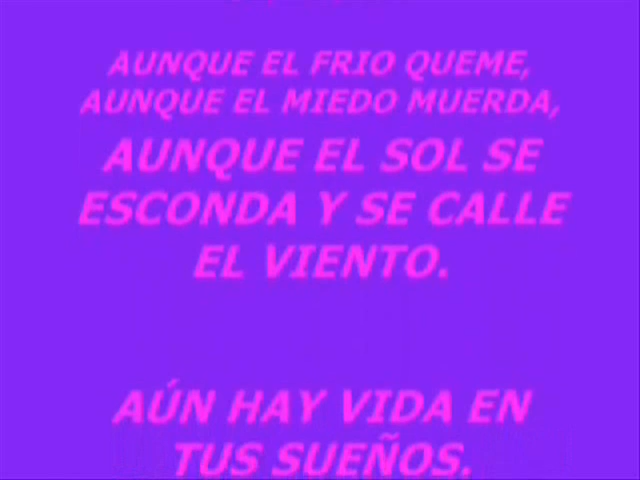 AUNQUE EL FRIO QUEME,
AUNQUE EL MIEDO MUERDA,
AUNQUE EL SOL SE
ESCONDA Y SE CALLE
EL VIENTO.
AÚN HAY VIDA EN
TUS SUEÑOS.